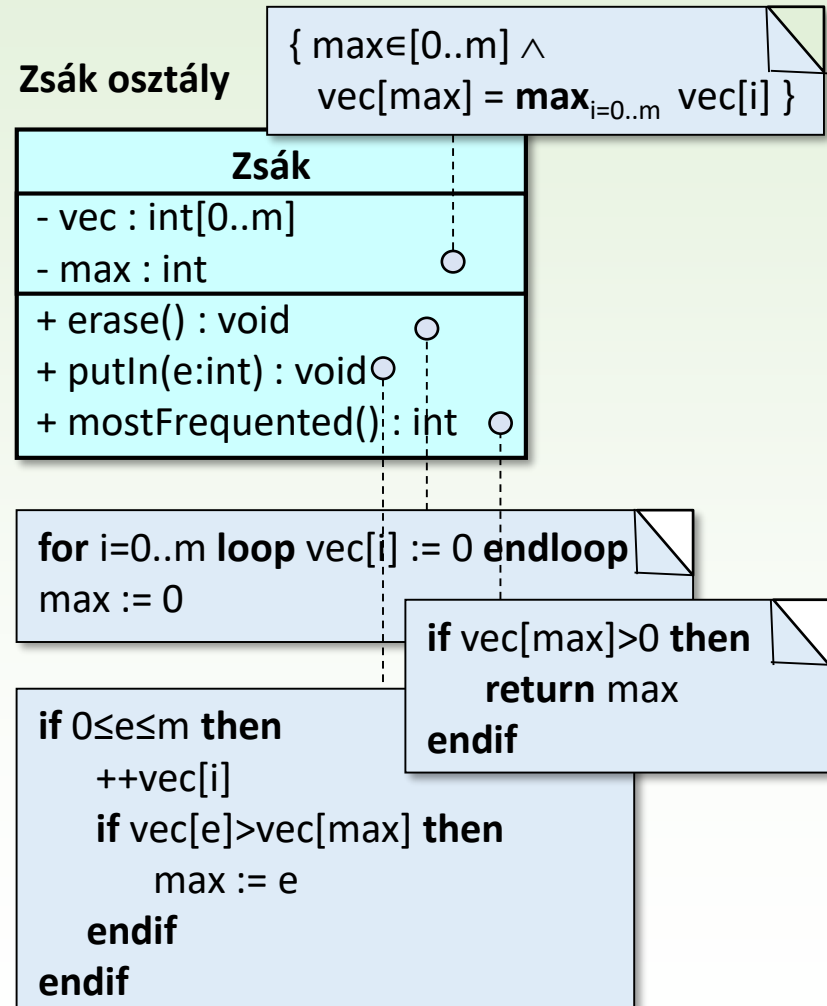 Zsák osztály
{ max∈[0..m] ∧
vec[max] = max i=0..m vec[i] }
Zsák
- vec : int[0..m]
- max : int
+ erase() : void
+ putIn(e:int) : void
+ mostFrequented() : int
for i=0..m loop vec[i] := 0 endloop
max := 0
if vec[max]>0 then
return max
endif
if 0≤e≤m then
++vec[i]
if vec[e]>vec[max] then
max := e
endif
endif